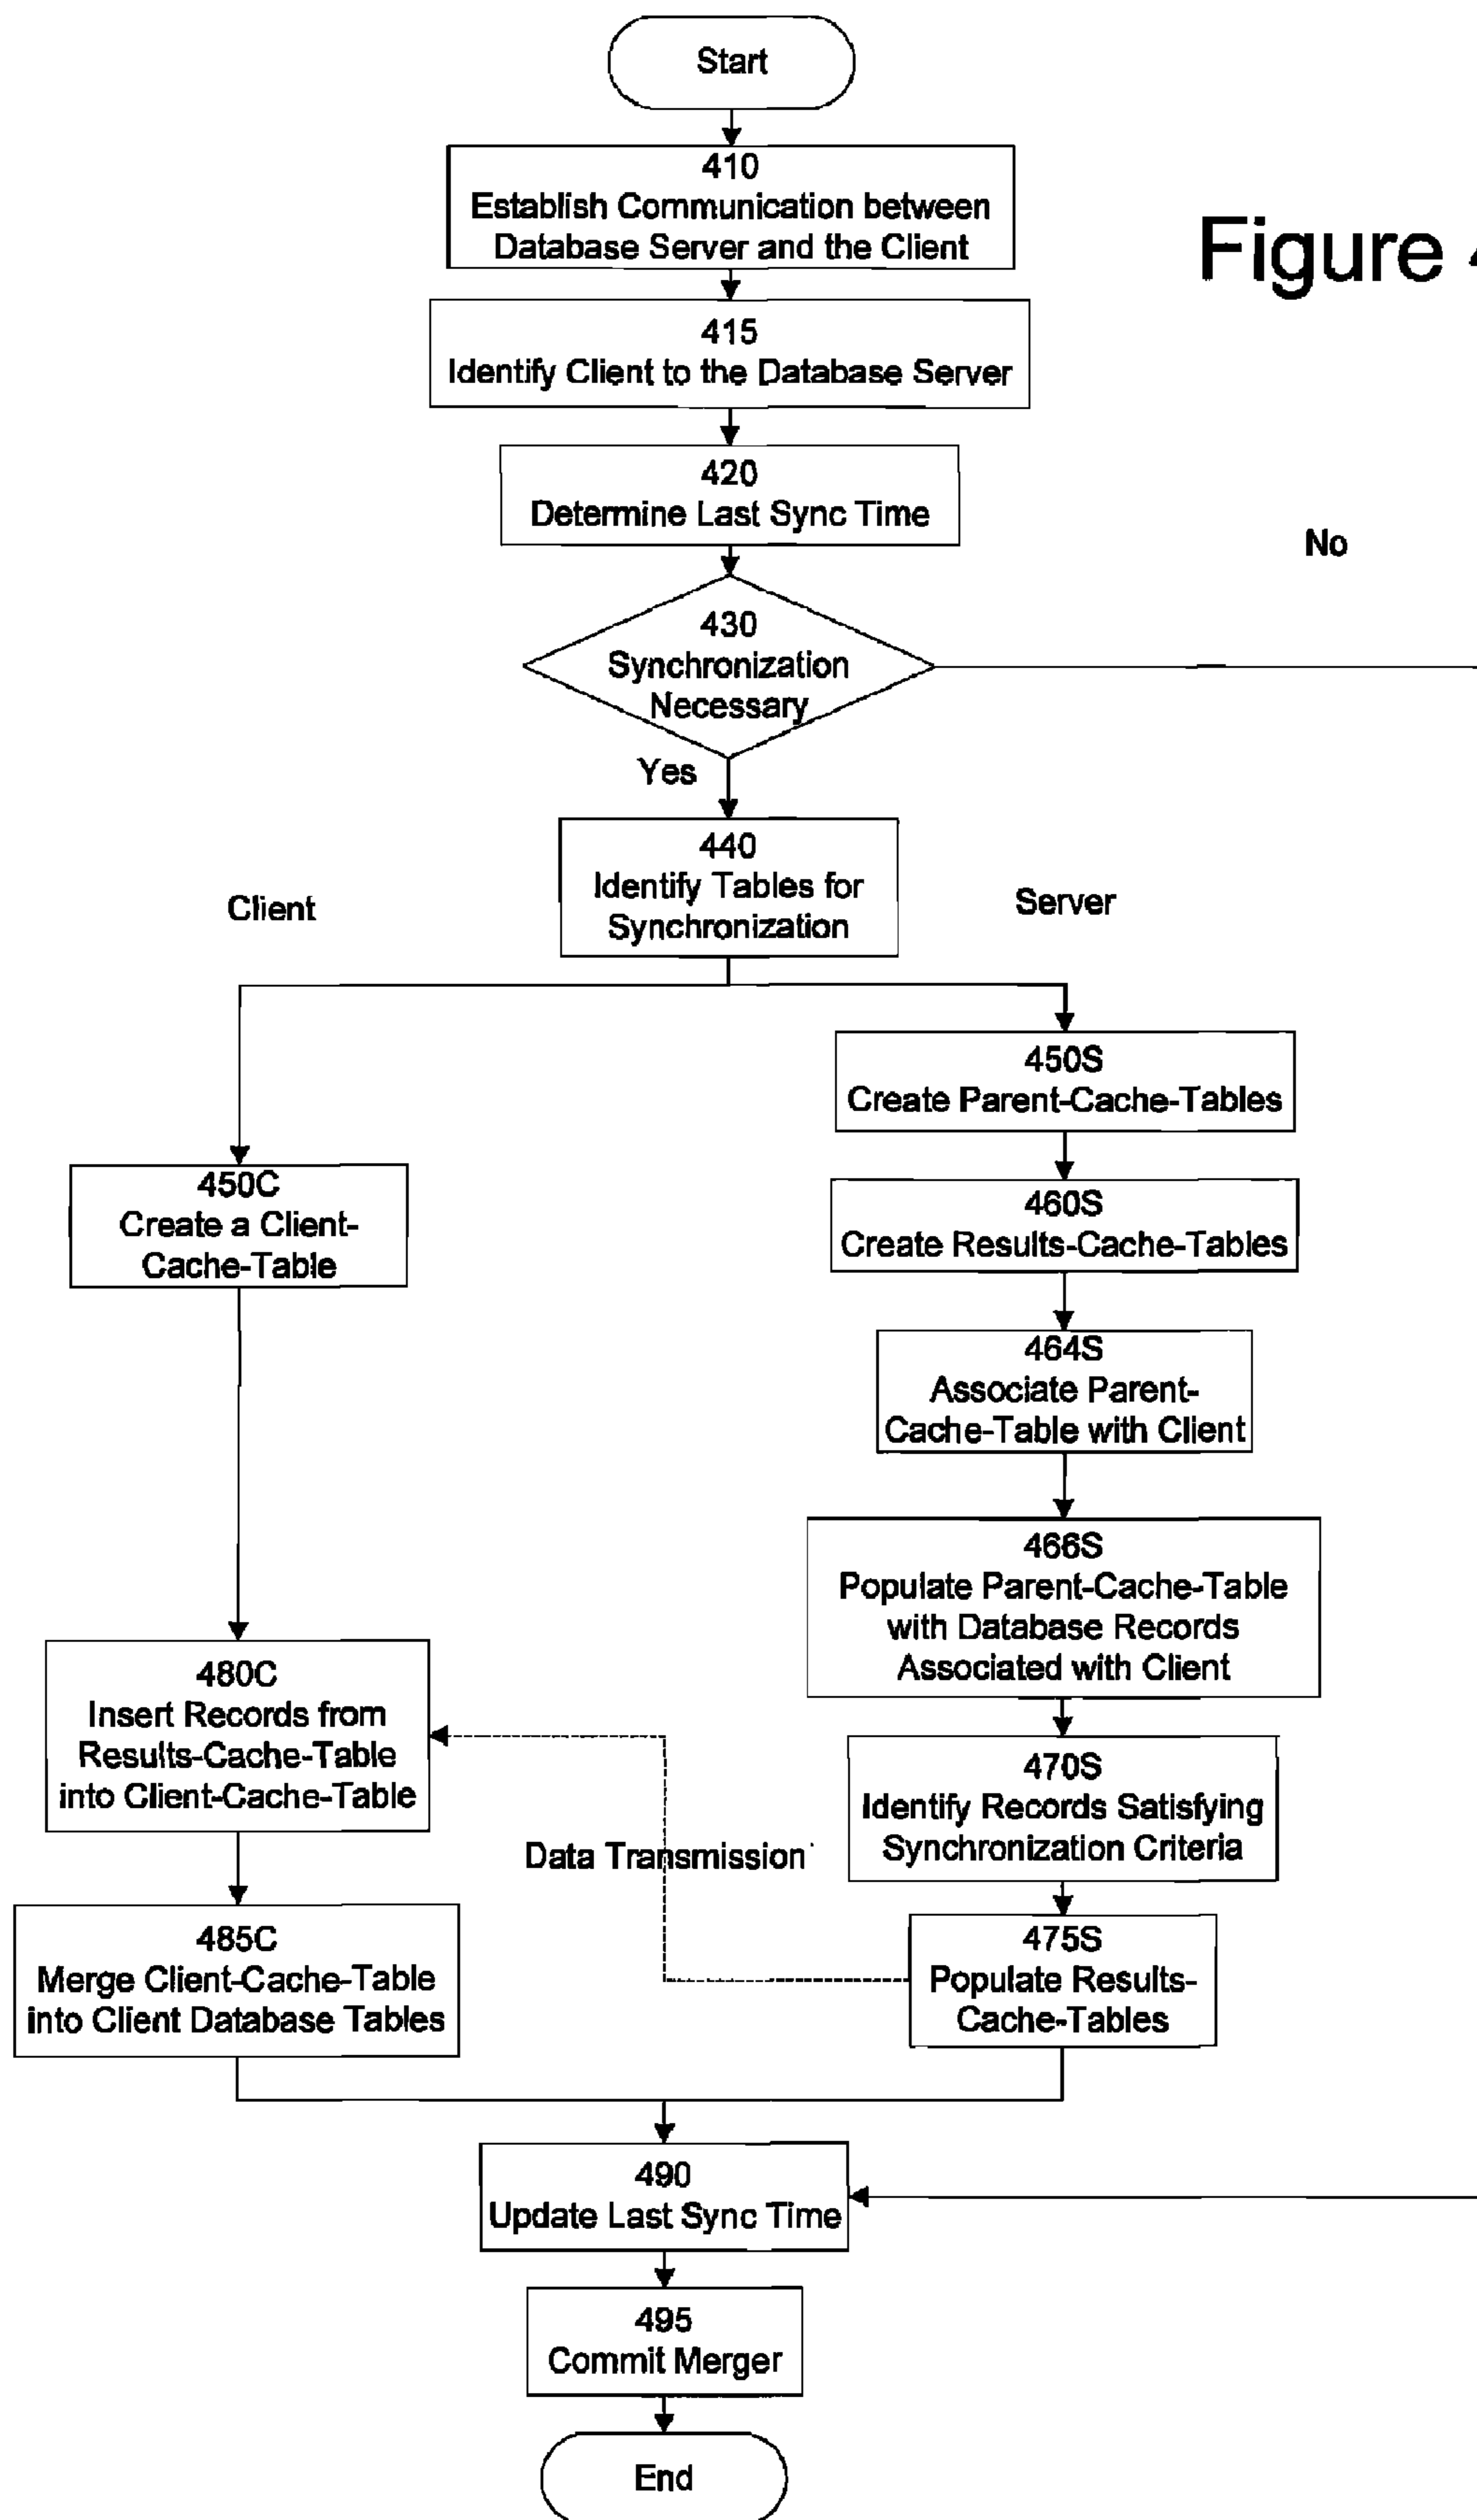 Start
410
Establish Communication between
Database Server and the Client
Figure 4
415
Identify Client to the Database Server
420
Determine Last Sync Time
No
430
Synchronization
Necessary
Yes
440
Identify Tables for
Synchronization
Client
Server
450S
Create Parent-Cache-Tables
450C
Create a Client-
Cache-Table
460S
Create Results-Cache-Tables
464S
Associate Parent-
Cache-Table with Client
466S
Populate Parent-Cache-Table
with Database Records
Associated with Client
480C
Insert Records from
Results-Cache-Table
into Client-Cache-Table
470S
Identify Records Satisfying
Synchronization Criteria
Data Transmission
485C
Merge Client-Cache-Table
into Client Database Tables
475S
Populate Results-
Cache-Tables
490
Update Last Sync Time
495
Commit Merger
End